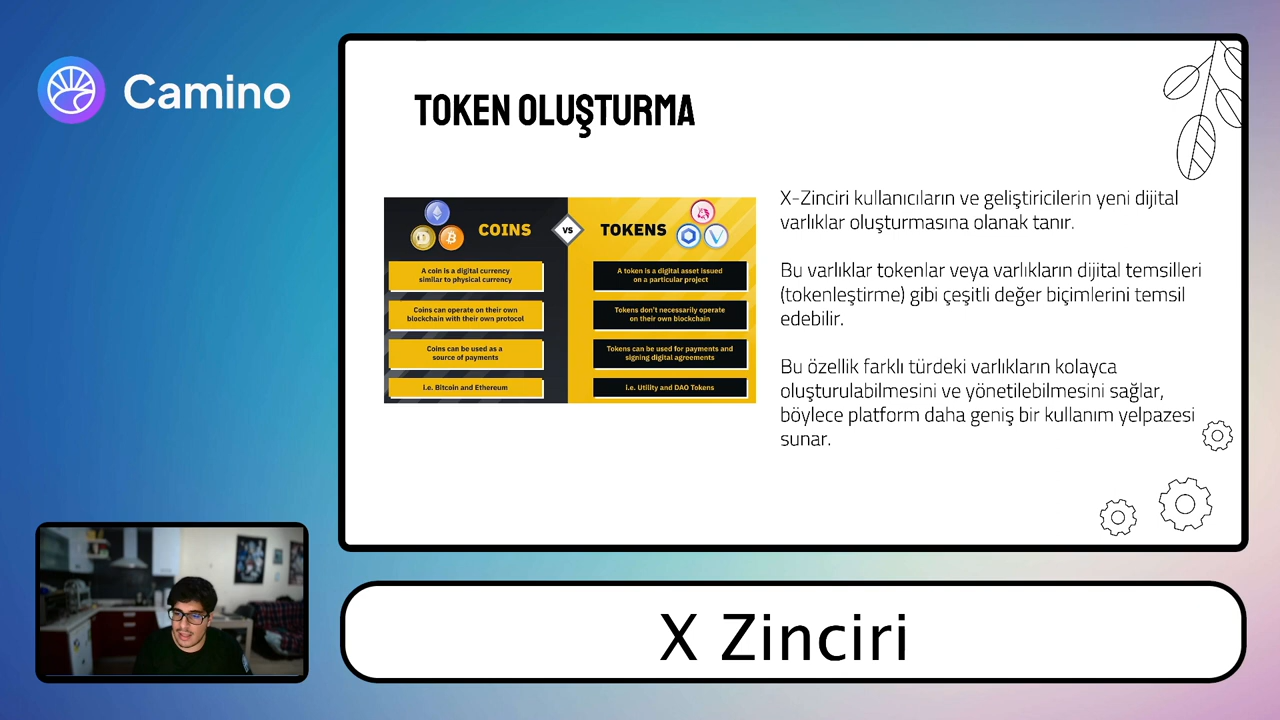 Camino
TOKEN OLUŞTURMA
COINS
VS
TOKENS
A coin is a digital currency
similar to physical currency
Coins can operate on their own
blockchain with their own protocol
Coins can be used as a
source of payments
i.e. Bitcoin and Ethereum
A token is a digital asset issued
on a particular project
Tokens don't necessarily operate
on their own blockchain
Tokens can be used for payments and
signing digital agreements
i.e. Utility and DAO Tokens
X-Zinciri kullanıcıların ve geliştiricilerin yeni dijital
varlıklar oluşturmasına olanak tanır.
Bu varlıklar tokenlar veya varlıkların dijital temsilleri
(tokenleştirme) gibi çeşitli değer biçimlerini temsil
edebilir.
Bu özellik farklı türdeki varlıkların kolayca
oluşturulabilmesini ve yönetilebilmesini sağlar,
böylece platform daha geniş bir kullanım yelpazesi
sunar.
X Zinciri